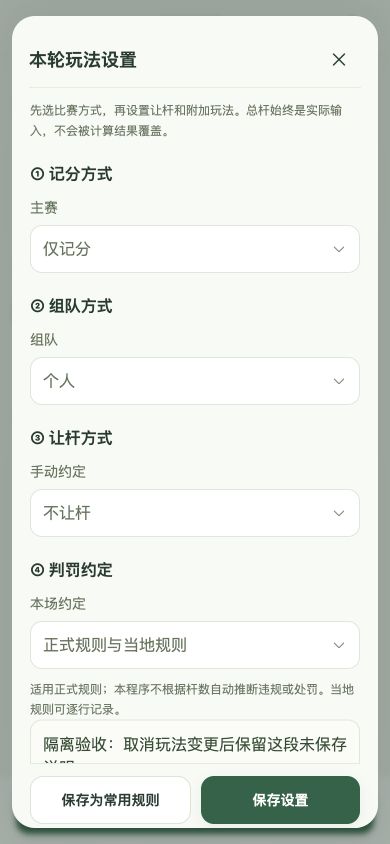 本轮玩法设置
先选比赛方式，再设置让杆和附加玩法。总杆始终是实际输
入，不会被计算结果覆盖。
① 记分方式
主赛
仅记分
② 组队方式
组队
个人
③ 让杆方式
手动约定
不让杆
④ 判罚约定
本场约定
正式规则与当地规则
适用正式规则；本程序不根据杆数自动推断违规或处罚。当地
规则可逐行记录。
隔离验收：取消玩法变更后保留这段未保存
保存为常用规则
保存设置